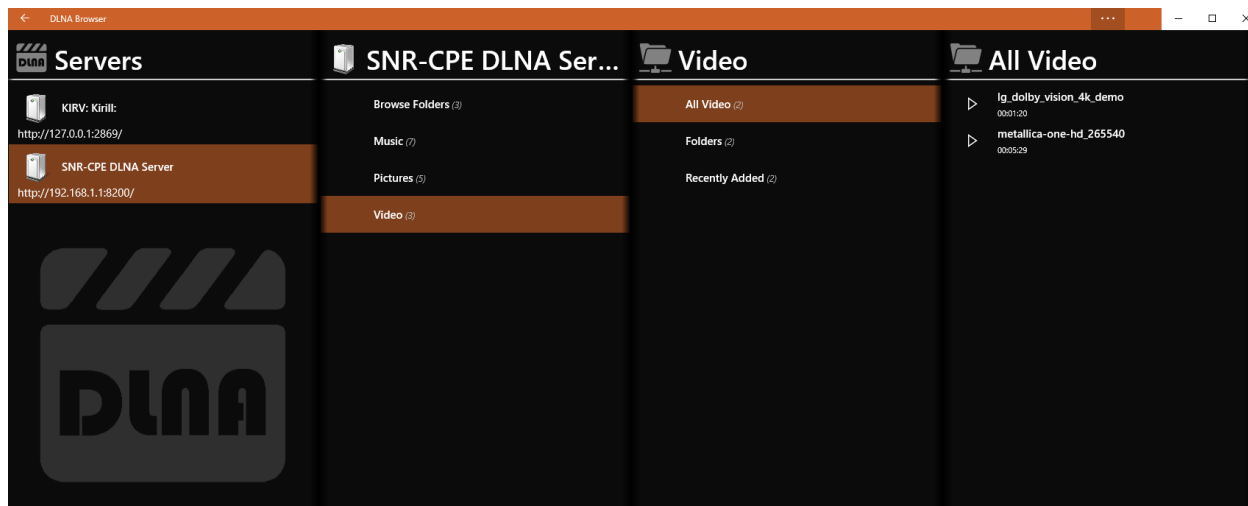 DLNA Browser
DLNA
Servers
KIRV: Kirill:
http://127.0.0.1:2869/
SNR-CPE DLNA Server
http://192.168.1.1:8200/
DLNA
SNR-CPE DLNA Ser...
Browse Folders (3)
Music (7)
Pictures (5)
Video (3)
Video
All Video (2)
Folders (2)
Recently Added (2)
All Video
lg_dolby_vision_4k_demo
00:01:20
metallica-one-hd_265540
00:05:29